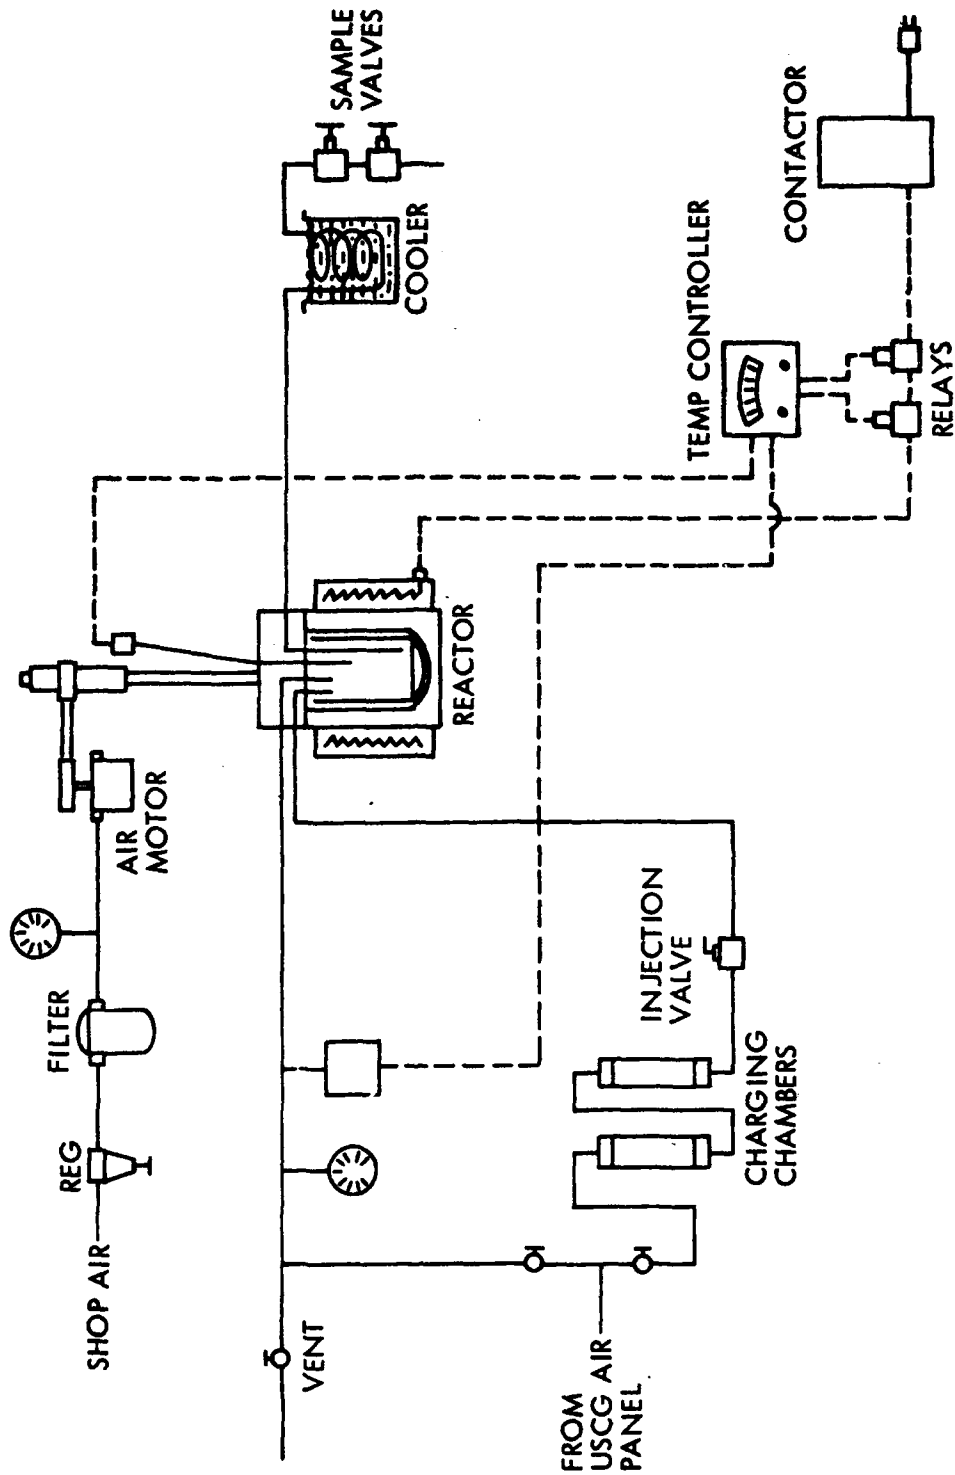 SHOP AIR
REG
FILTER
AIR
MOTOR
VENT
REACTOR
COOLER
SAMPLE
VALVES
FROM
USCG AIR
PANEL
CHARGING
CHAMBERS
INJECTION
VALVE
TEMP CONTROLLER
RELAYS
CONTACTOR